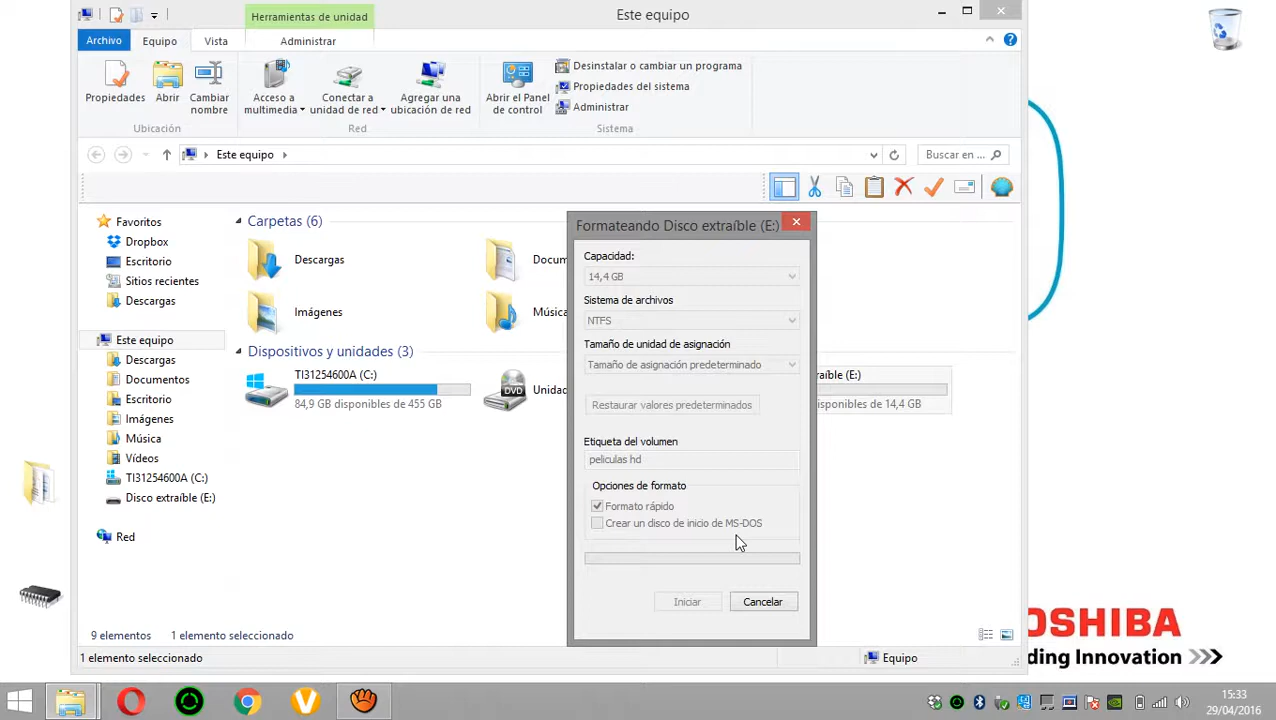 Herramientas de unidad
Este equipo
Archivo
Equipo
Vista
Administrar
Propiedades
Abrir
Cambiar
nombre
Acceso a
multimedia
Conectar a
unidad de red
Agregar una
ubicación de red
Abrir el Panel
de control
Desinstalar o cambiar un programa
Propiedades del sistema
Administrar
Ubicación
Red
Sistema
Este equipo
Buscar en ...
Favoritos
Dropbox
Escritorio
Sitios recientes
Descargas
Este equipo
Descargas
Documentos
Escritorio
Imágenes
Música
Vídeos
TI31254600A (C:)
Disco extraíble (E:)
Red
Carpetas (6)
Descargas
Docum
Imágenes
Música
Dispositivos y unidades (3)
TI31254600A (C:)
84,9 GB disponibles de 455 GB
DVD
Unidad
raíble (E:)
isponibles de 14,4 GB
Formateando Disco extraíble (E:)
Capacidad:
14,4 GB
Sistema de archivos
NTFS
Tamaño de unidad de asignación
Tamaño de asignación predeterminado
Restaurar valores predeterminados
Etiqueta del volumen
peliculas hd
Opciones de formato
Formato rápido
Crear un disco de inicio de MS-DOS
Iniciar
Cancelar
9 elementos
1 elemento seleccionado
1 elemento seleccionado
Equipo
OSHIBA
ding Innovation
15:33
29/04/2016